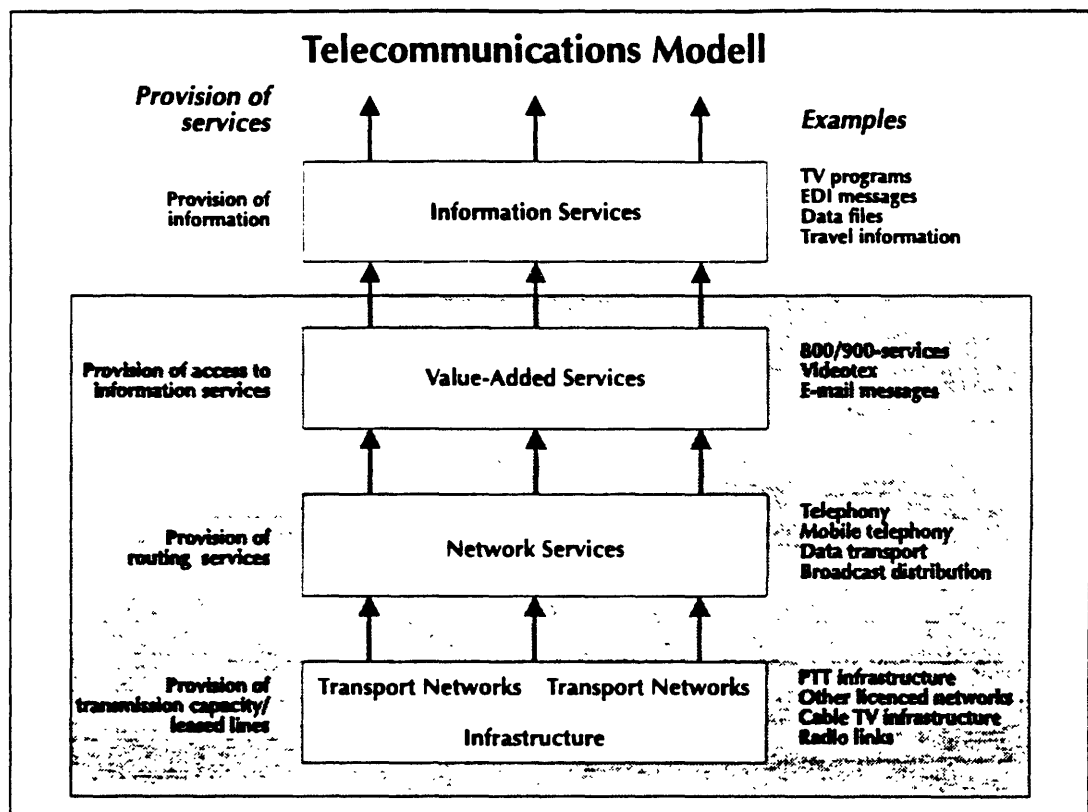 Telecommunications Modell
Provision of
services
Examples
Provision of
information
Information Services
TV programs
EDI messages
Data files
Travel information
Provision of access to
information services
Value-Added Services
800/900-services
Videotex
E-mail messages
Provision of
routing services
Network Services
Telephony
Mobile telephony
Data transport
Broadcast distribution
Provision of
transmission capacity/
leased lines
Transport Networks Transport Networks
Infrastructure
PTT infrastructure
Other licenced networks
Cable TV infrastructure
Radio links